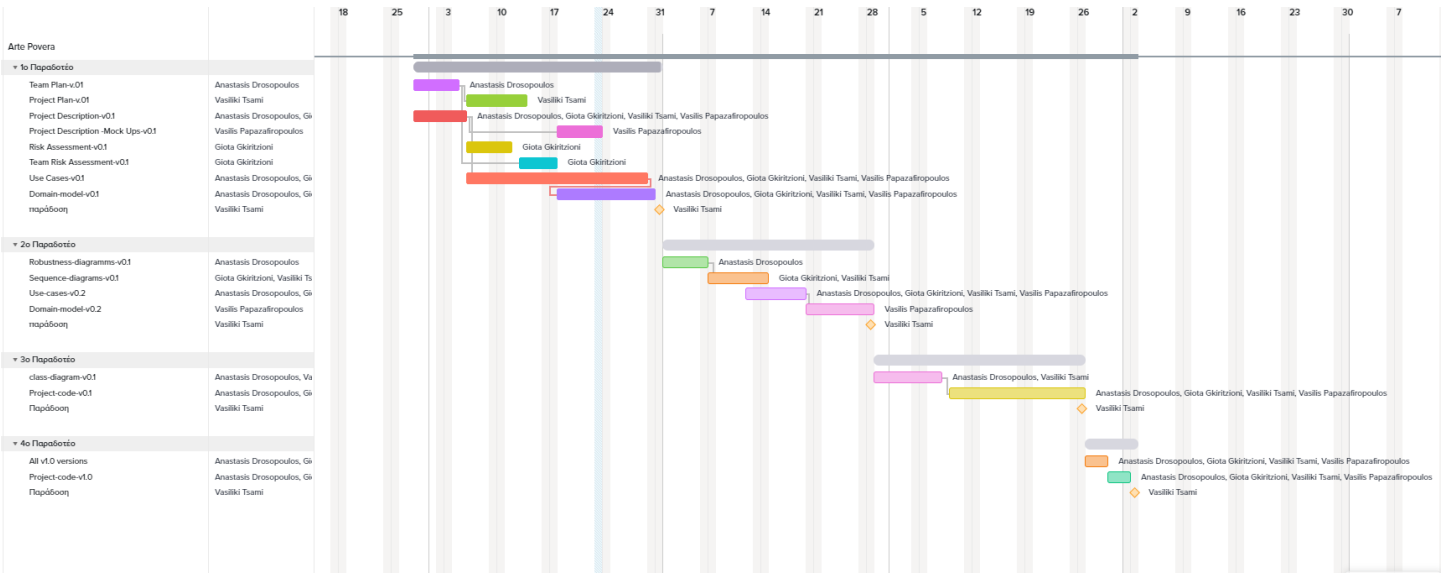 18 25 3 10 17 24 31 7 14 21 28 5 12 19 26 2 9 16 23 30 7
Arte Povera
1ο Παραδοτέο
Team Plan-v.01 Anastasis Drosopoulos Anastasis Drosopoulos
Project Plan-v.01 Vasiliki Tsami Vasiliki Tsami
Project Description-v0.1 Anastasis Drosopoulos, Gi Anastasis Drosopoulos, Giota Gkiritzioni, Vasiliki Tsami, Vasilis Papazafiropoulos
Project Description -Mock Ups-v0.1 Vasilis Papazafiropoulos Vasilis Papazafiropoulos
Risk Assessment-v0.1 Giota Gkiritzioni Giota Gkiritzioni
Team Risk Assessment-v0.1 Giota Gkiritzioni Giota Gkiritzioni
Use Cases-v0.1 Anastasis Drosopoulos, Gi Anastasis Drosopoulos, Giota Gkiritzioni, Vasiliki Tsami, Vasilis Papazafiropoulos
Domain-model-v0.1 Anastasis Drosopoulos, Gi Anastasis Drosopoulos, Giota Gkiritzioni, Vasiliki Tsami, Vasilis Papazafiropoulos
παράδοση Vasiliki Tsami Vasiliki Tsami
2ο Παραδοτέο
Robustness-diagramms-v0.1 Anastasis Drosopoulos Anastasis Drosopoulos
Sequence-diagrams-v0.1 Giota Gkiritzioni, Vasiliki Ts Giota Gkiritzioni, Vasiliki Tsami
Use-cases-v0.2 Anastasis Drosopoulos, Gi Anastasis Drosopoulos, Giota Gkiritzioni, Vasiliki Tsami, Vasilis Papazafiropoulos
Domain-model-v0.2 Vasilis Papazafiropoulos Vasilis Papazafiropoulos
παράδοση Vasiliki Tsami Vasiliki Tsami
3ο Παραδοτέο
class-diagram-v0.1 Anastasis Drosopoulos, Va Anastasis Drosopoulos, Vasiliki Tsami
Project-code-v0.1 Anastasis Drosopoulos, Gi Anastasis Drosopoulos, Giota Gkiritzioni, Vasiliki Tsami, Vasilis Papazafiropoulos
Παράδοση Vasiliki Tsami Vasiliki Tsami
4ο Παραδοτέο
All v1.0 versions Anastasis Drosopoulos, Gi Anastasis Drosopoulos, Giota Gkiritzioni, Vasiliki Tsami, Vasilis Papazafiropoulos
Project-code-v1.0 Anastasis Drosopoulos, Gi Anastasis Drosopoulos, Giota Gkiritzioni, Vasiliki Tsami, Vasilis Papazafiropoulos
Παράδοση Vasiliki Tsami Vasiliki Tsami